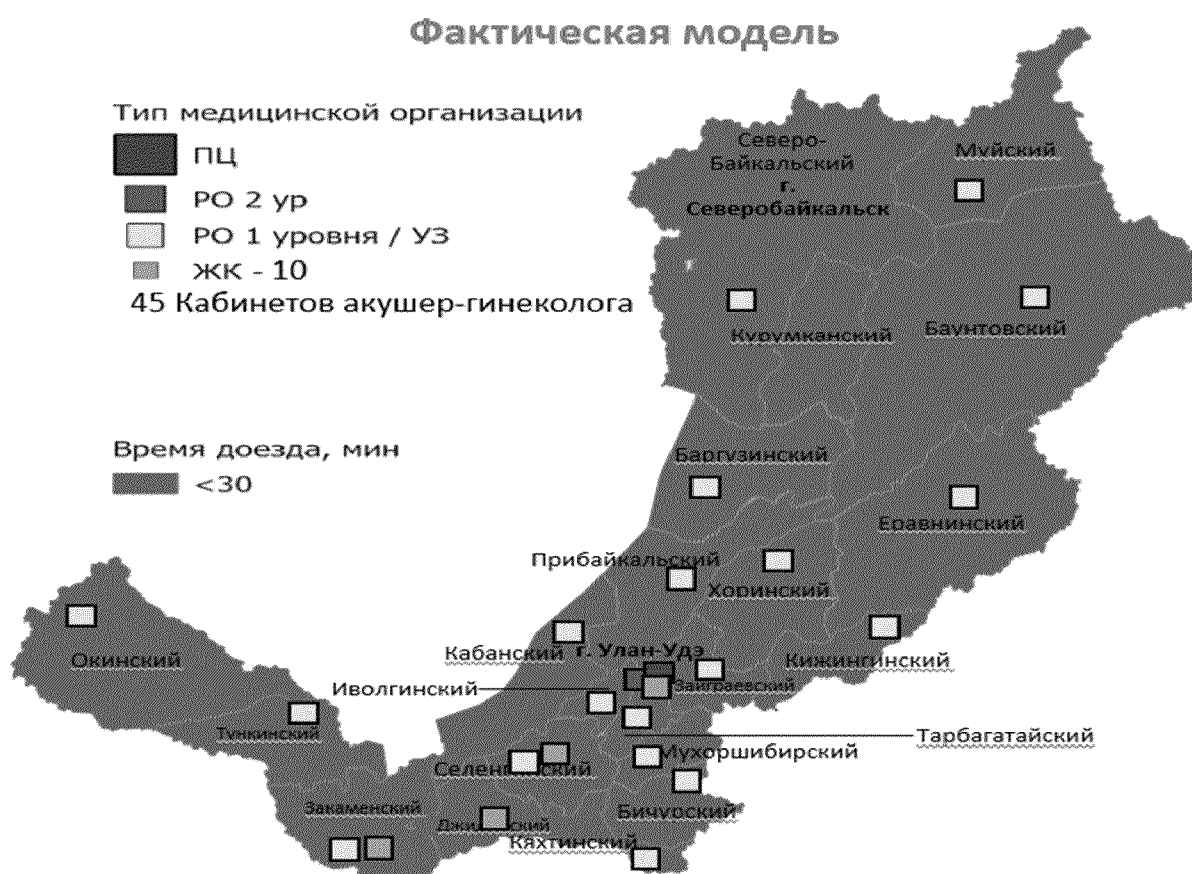 Фактическая модель
Тип медицинской организации
ПЦ
РО 2 ур
РО 1 уровня / УЗ
ЖК - 10
45 Кабинетов акушер-гинеколога
Время доезда, мин
<30
Северо-
Байкальский
г.
Северобайкальск
Муйский
Курумканский
Баунтовский
Баргузинский
Еравнинский
Прибайкальский
Хоринский
Окинский
Кабанский
г. Улан-Удэ
Кижингинский
Иволгинский
Зайграевский
Тункинский
Тарбагатайский
Мухоршибирский
Закаменский
Бичурский
Кяхтинский